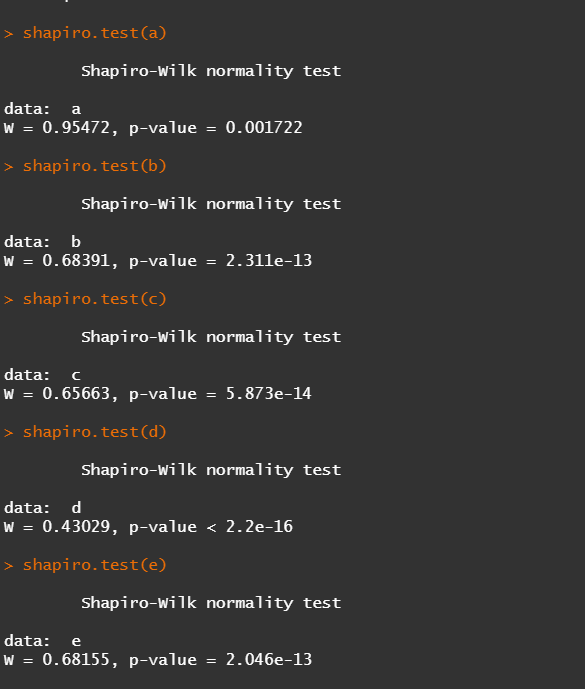 > shapiro.test(a)
Shapiro-Wilk normality test
data:  a
W = 0.95472, p-value = 0.001722
> shapiro.test(b)
Shapiro-Wilk normality test
data:  b
W = 0.68391, p-value = 2.311e-13
> shapiro.test(c)
Shapiro-Wilk normality test
data:  c
W = 0.65663, p-value = 5.873e-14
> shapiro.test(d)
Shapiro-Wilk normality test
data:  d
W = 0.43029, p-value < 2.2e-16
> shapiro.test(e)
Shapiro-Wilk normality test
data:  e
W = 0.68155, p-value = 2.046e-13